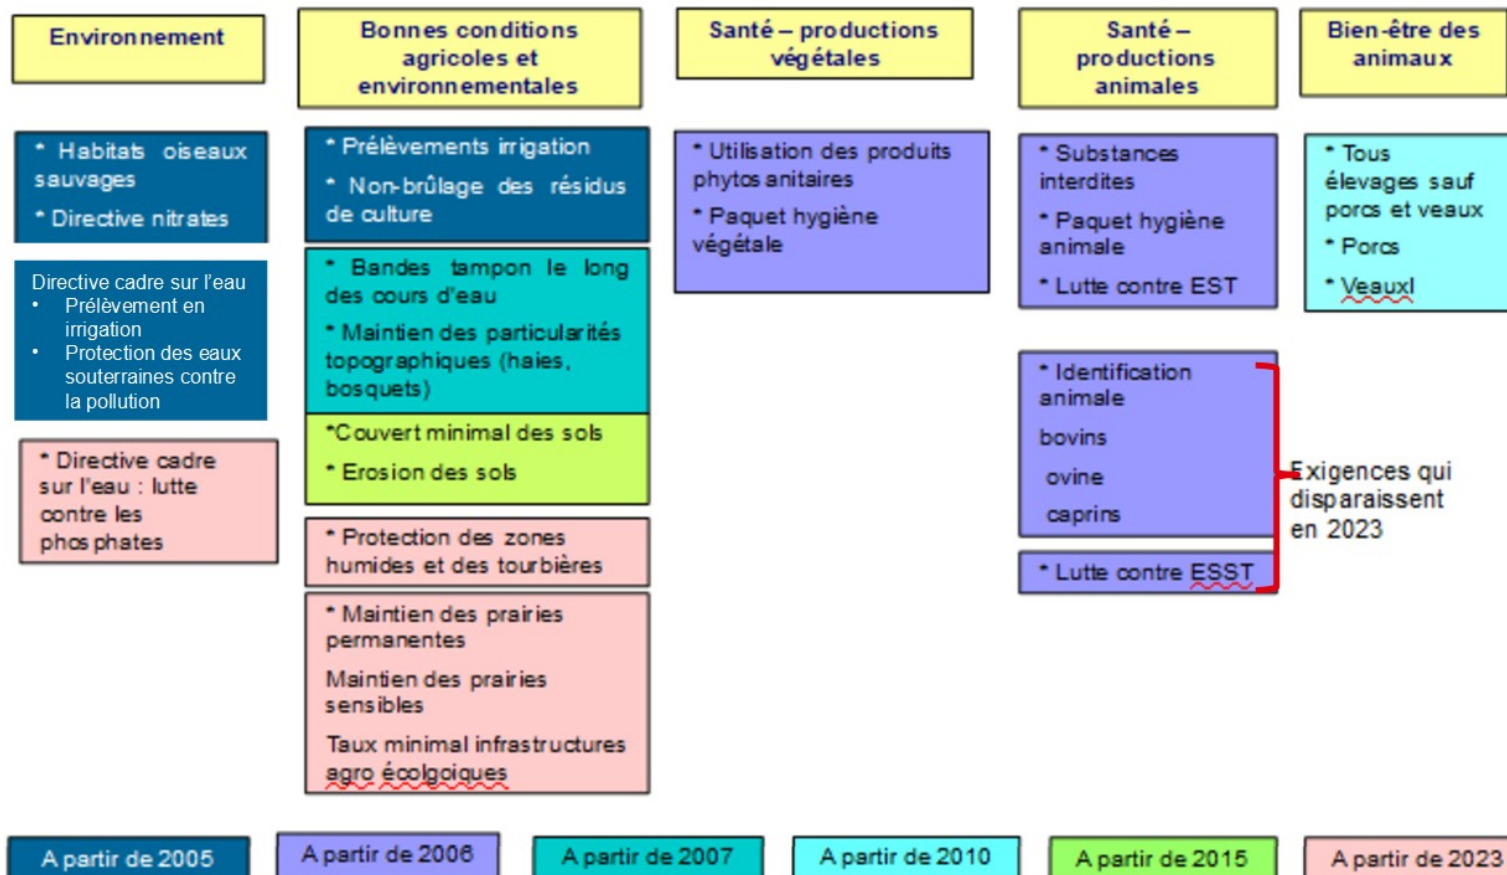 Environnement
Bonnes conditions
agricoles et
environnementales
Santé – productions
végétales
Santé –
productions
animales
Bien-être des
animaux
* Habitats oiseaux
sauvages
* Directive nitrates
Directive cadre sur l'eau
• Prélèvement en
irrigation
• Protection des eaux
souterraines contre
la pollution
* Directive cadre
sur l'eau : lutte
contre les
phosphates
* Prélèvements irrigation
* Non-brûlage des résidus
de culture
* Bandes tampon le long
des cours d'eau
* Maintien des particularités
topographiques (haies,
bosquets)
*Couvert minimal des sols
* Erosion des sols
* Protection des zones
humides et des tourbières
* Maintien des prairies
permanentes
Maintien des prairies
sensibles
Taux minimal infrastructures
agro écolgoiques
* Utilisation des produits
phytosanitaires
* Paquet hygiène
végétale
* Substances
interdites
* Paquet hygiène
animale
* Lutte contre EST
* Identification
animale
bovins
ovine
caprins
* Lutte contre ESST
Exigences qui
disparaissent
en 2023
* Tous
élevages sauf
porcs et veaux
* Porcs
* Veauxl
A partir de 2005
A partir de 2006
A partir de 2007
A partir de 2010
A partir de 2015
A partir de 2023